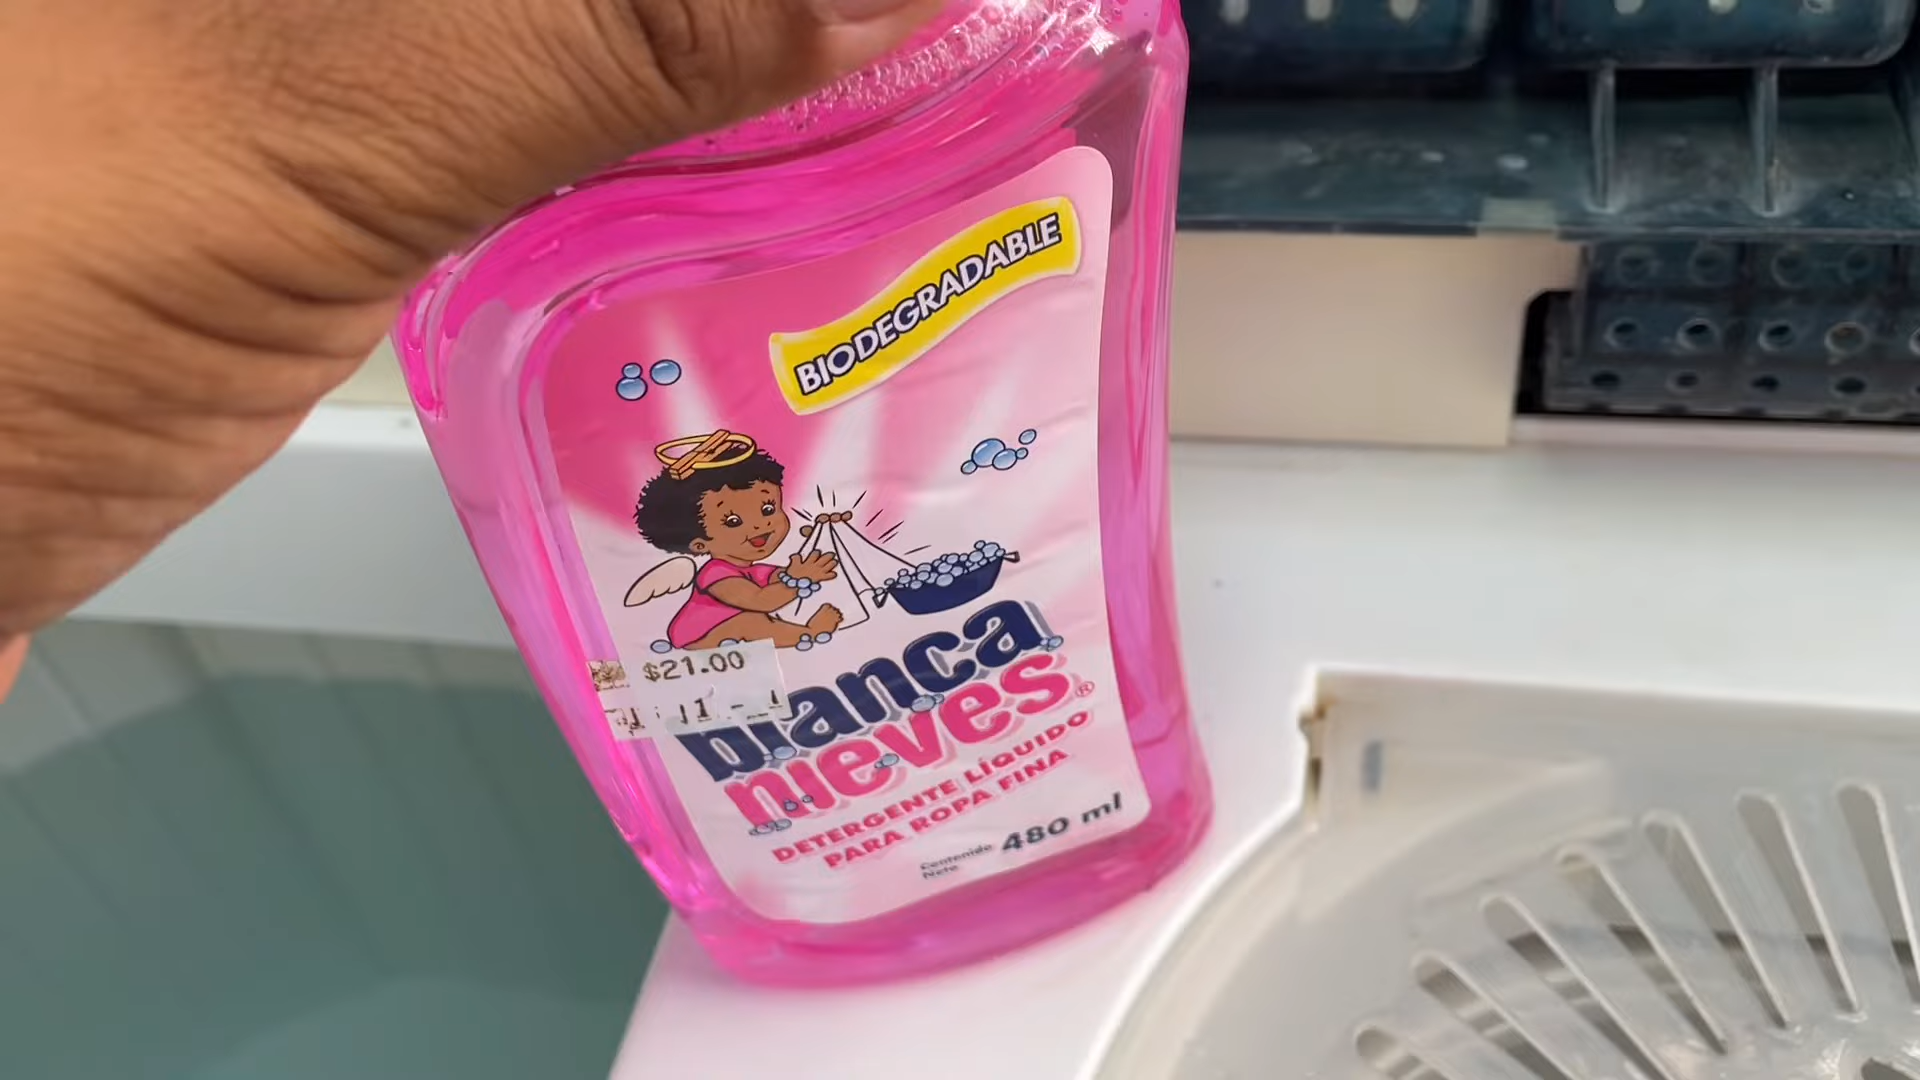 BIODEGRADABLE
$21.00
blanca
nieves®
DETERGENTE LÍQUIDO
PARA ROPA FINA
Contenido
Neto
480 ml